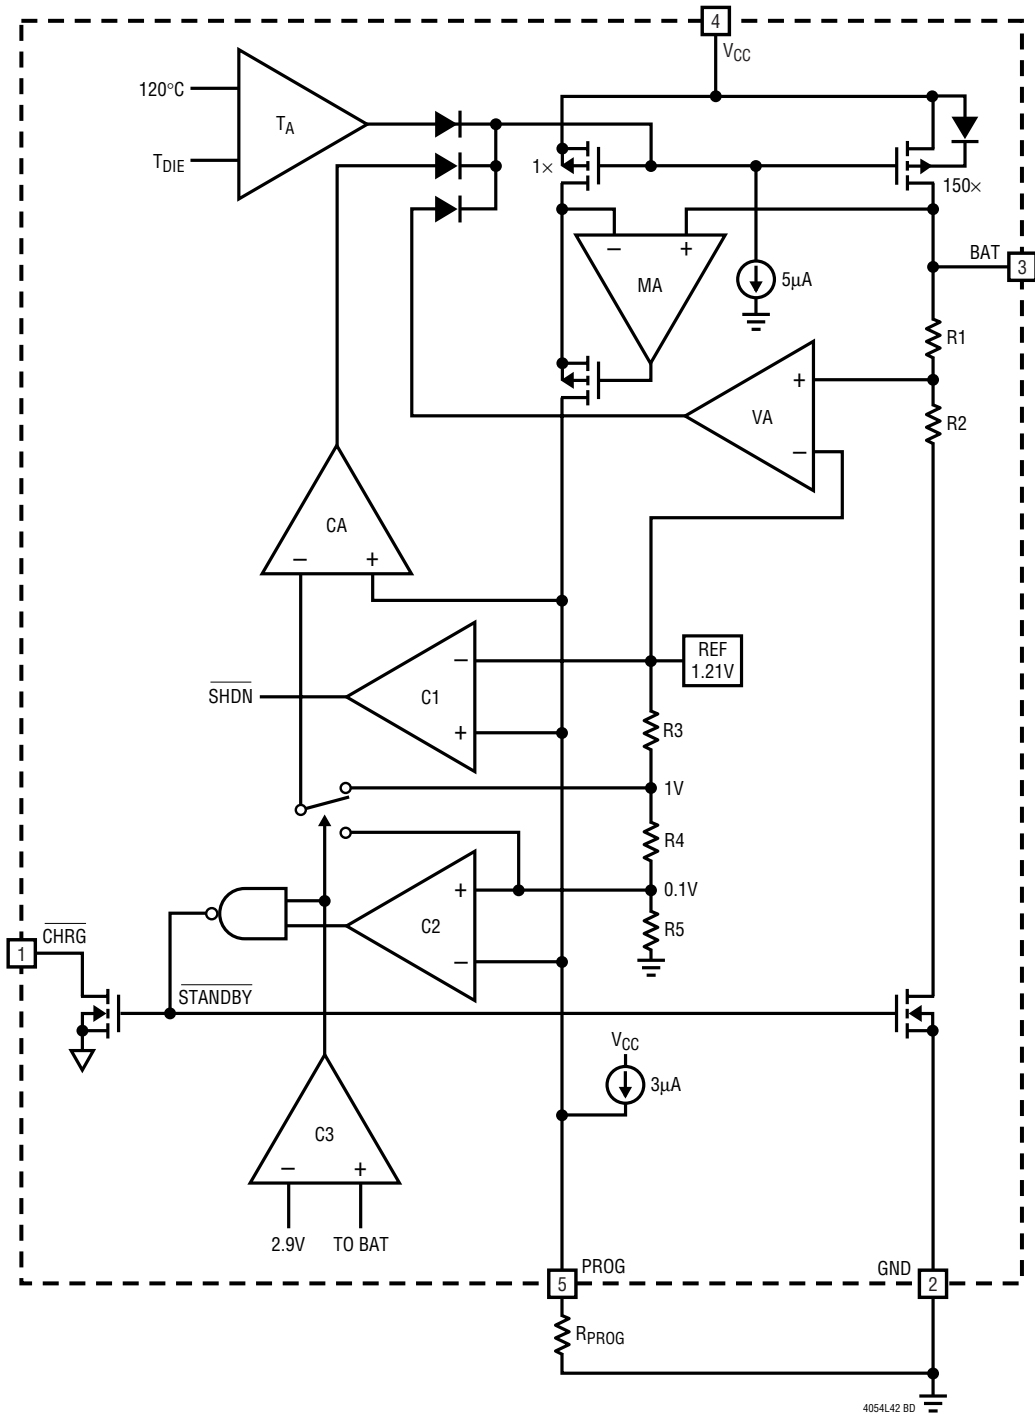 4
VCC
120°C
TA
TDIE
1×
150×
– +
MA
5µA
BAT
3
R1
+
VA
R2
–
CA
– +
REF
1.21V
–
SHDN
C1
+
R3
1V
R4
+
0.1V
C2
R5
–
CHRG
1
STANDBY
VCC
3µA
C3
– +
2.9V
TO BAT
PROG
5
GND
2
RPROG
4054L42 BD